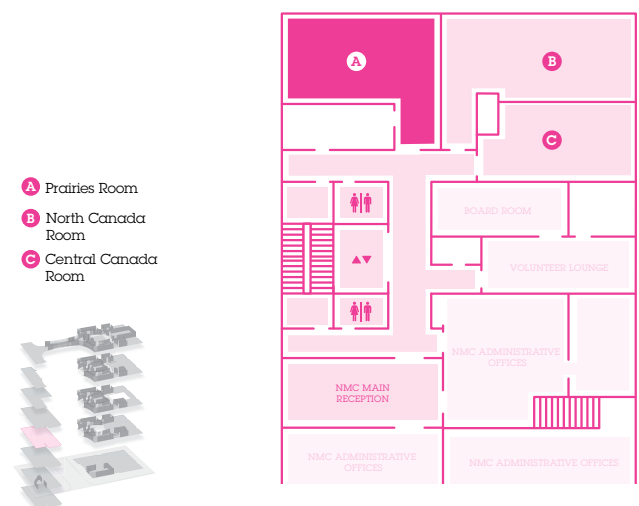 A Prairies Room
B North Canada
Room
C Central Canada
Room
A
B
C
BOARD ROOM
VOLUNTEER LOUNGE
NMC ADMINISTRATIVE
OFFICES
NMC MAIN
RECEPTION
NMC ADMINISTRATIVE
OFFICES
NMC ADMINISTRATIVE OFFICES